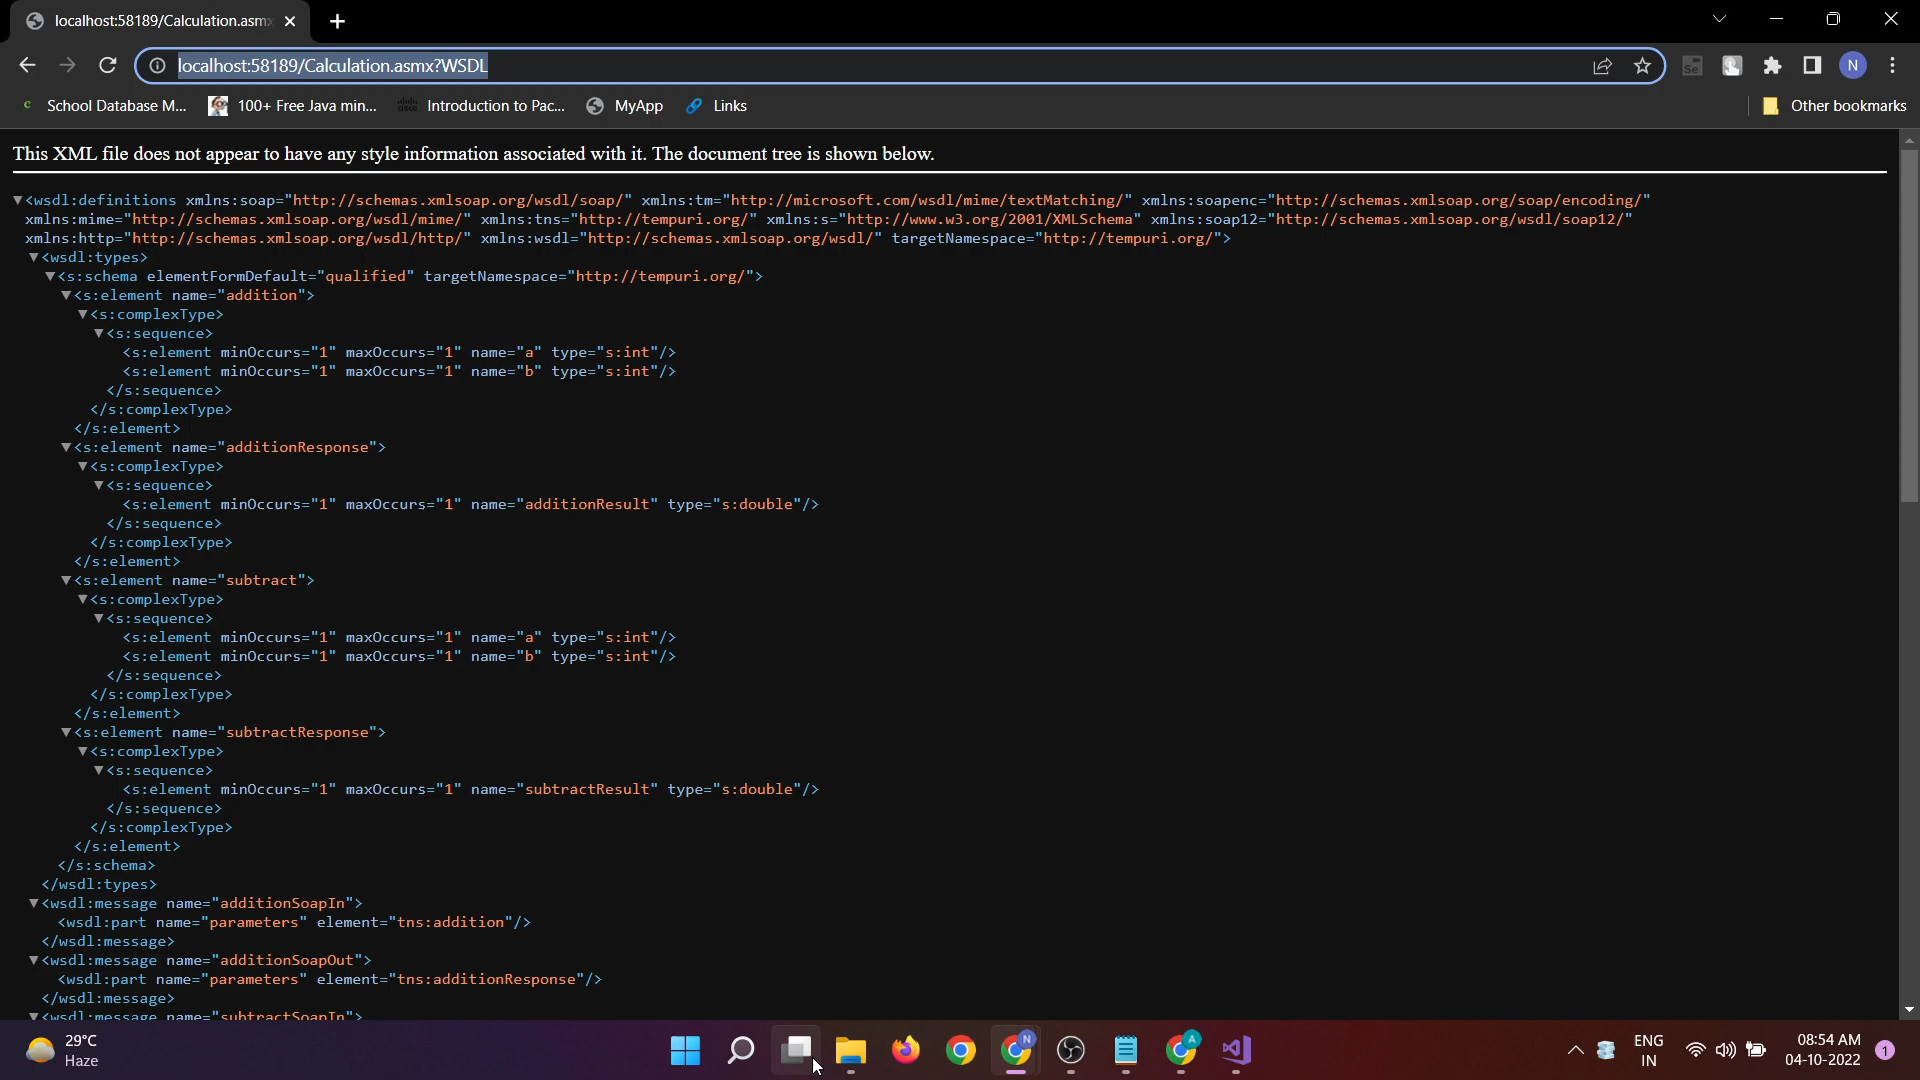 localhost:58189/Calculation.asmx
localhost:58189/Calculation.asmx?WSDL
N
School Database M...
100+ Free Java min...
Introduction to Pac...
MyApp
Links
Other bookmarks
This XML file does not appear to have any style information associated with it. The document tree is shown below.
▼<wsdl:definitions xmlns:soap="http://schemas.xmlsoap.org/wsdl/soap/" xmlns:tm="http://microsoft.com/wsdl/mime/textMatching/" xmlns:soapenc="http://schemas.xmlsoap.org/soap/encoding/"
xmlns:mime="http://schemas.xmlsoap.org/wsdl/mime/" xmlns:tns="http://tempuri.org/" xmlns:s="http://www.w3.org/2001/XMLSchema" xmlns:soap12="http://schemas.xmlsoap.org/wsdl/soap12/"
xmlns:http="http://schemas.xmlsoap.org/wsdl/http/" xmlns:wsdl="http://schemas.xmlsoap.org/wsdl/" targetNamespace="http://tempuri.org/">
▼<wsdl:types>
▼<s:schema elementFormDefault="qualified" targetNamespace="http://tempuri.org/">
▼<s:element name="addition">
▼<s:complexType>
▼<s:sequence>
<s:element minOccurs="1" maxOccurs="1" name="a" type="s:int"/>
<s:element minOccurs="1" maxOccurs="1" name="b" type="s:int"/>
</s:sequence>
</s:complexType>
</s:element>
▼<s:element name="additionResponse">
▼<s:complexType>
▼<s:sequence>
<s:element minOccurs="1" maxOccurs="1" name="additionResult" type="s:double"/>
</s:sequence>
</s:complexType>
</s:element>
▼<s:element name="subtract">
▼<s:complexType>
▼<s:sequence>
<s:element minOccurs="1" maxOccurs="1" name="a" type="s:int"/>
<s:element minOccurs="1" maxOccurs="1" name="b" type="s:int"/>
</s:sequence>
</s:complexType>
</s:element>
▼<s:element name="subtractResponse">
▼<s:complexType>
▼<s:sequence>
<s:element minOccurs="1" maxOccurs="1" name="subtractResult" type="s:double"/>
</s:sequence>
</s:complexType>
</s:element>
</s:schema>
</wsdl:types>
▼<wsdl:message name="additionSoapIn">
<wsdl:part name="parameters" element="tns:addition"/>
</wsdl:message>
▼<wsdl:message name="additionSoapOut">
<wsdl:part name="parameters" element="tns:additionResponse"/>
</wsdl:message>
▼<wsdl:message name="subtractSoapIn">
29°C
Haze
N
A
ENG
IN
08:54 AM
04-10-2022
1